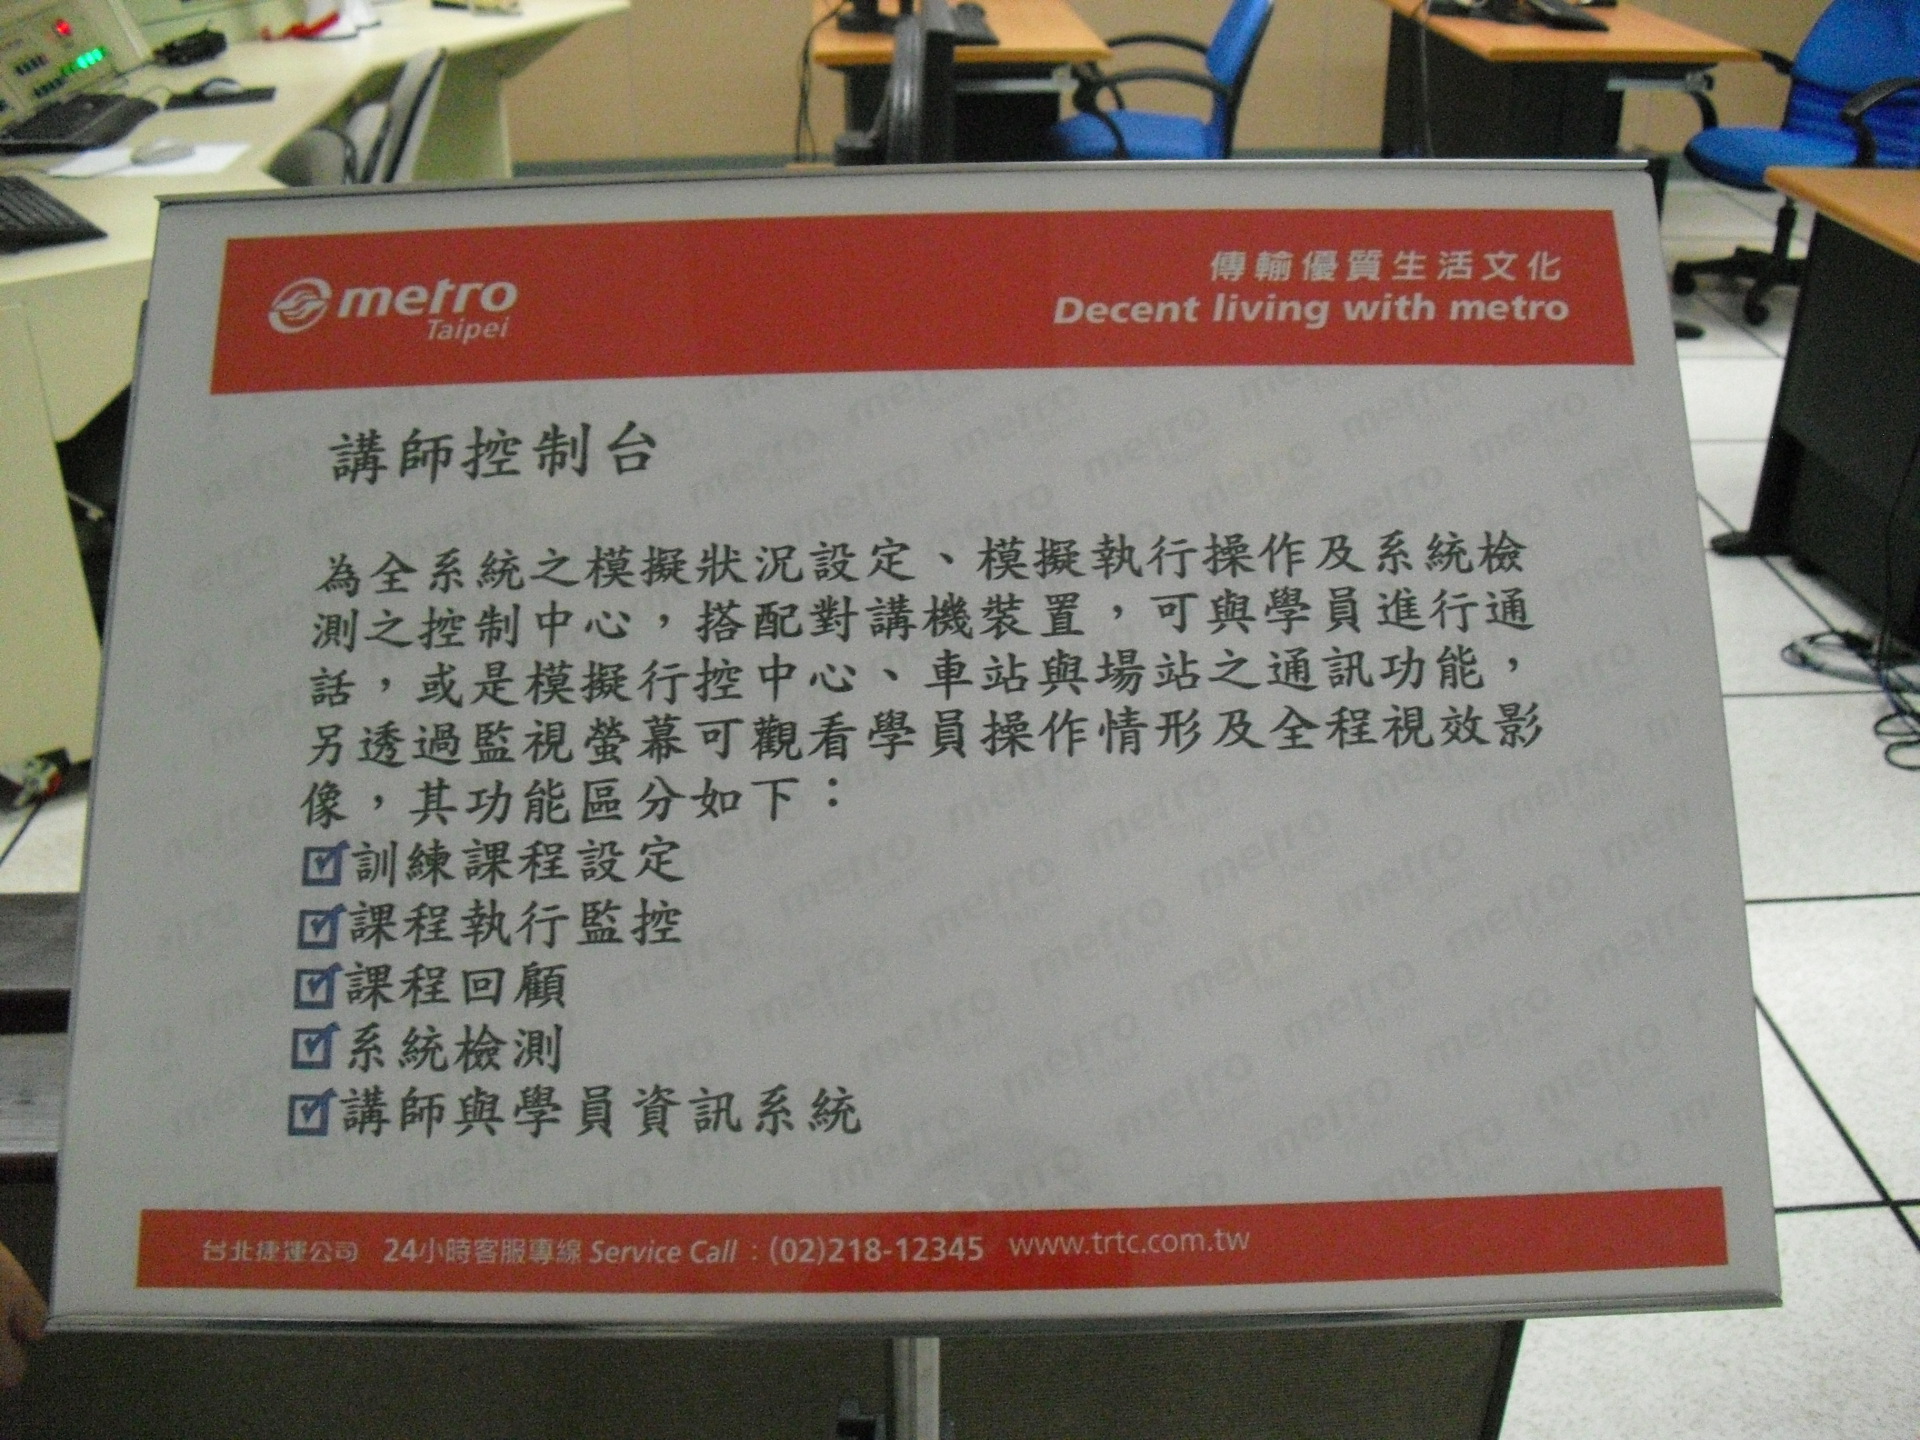 metro
Taipei
傳輸優質生活文化
Decent living with metro
講師控制台
為全系統之模擬狀況設定、模擬執行操作及系統檢
測之控制中心，搭配對講機裝置，可與學員進行通
話，或是模擬行控中心、車站與場站之通訊功能，
另透過監視螢幕可觀看學員操作情形及全程視效影
像，其功能區分如下：
☑訓練課程設定
☑課程執行監控
☑課程回顧
☑系統檢測
☑講師與學員資訊系統
台北捷運公司 24小時客服專線 Service Call：(02)218-12345 www.trtc.com.tw